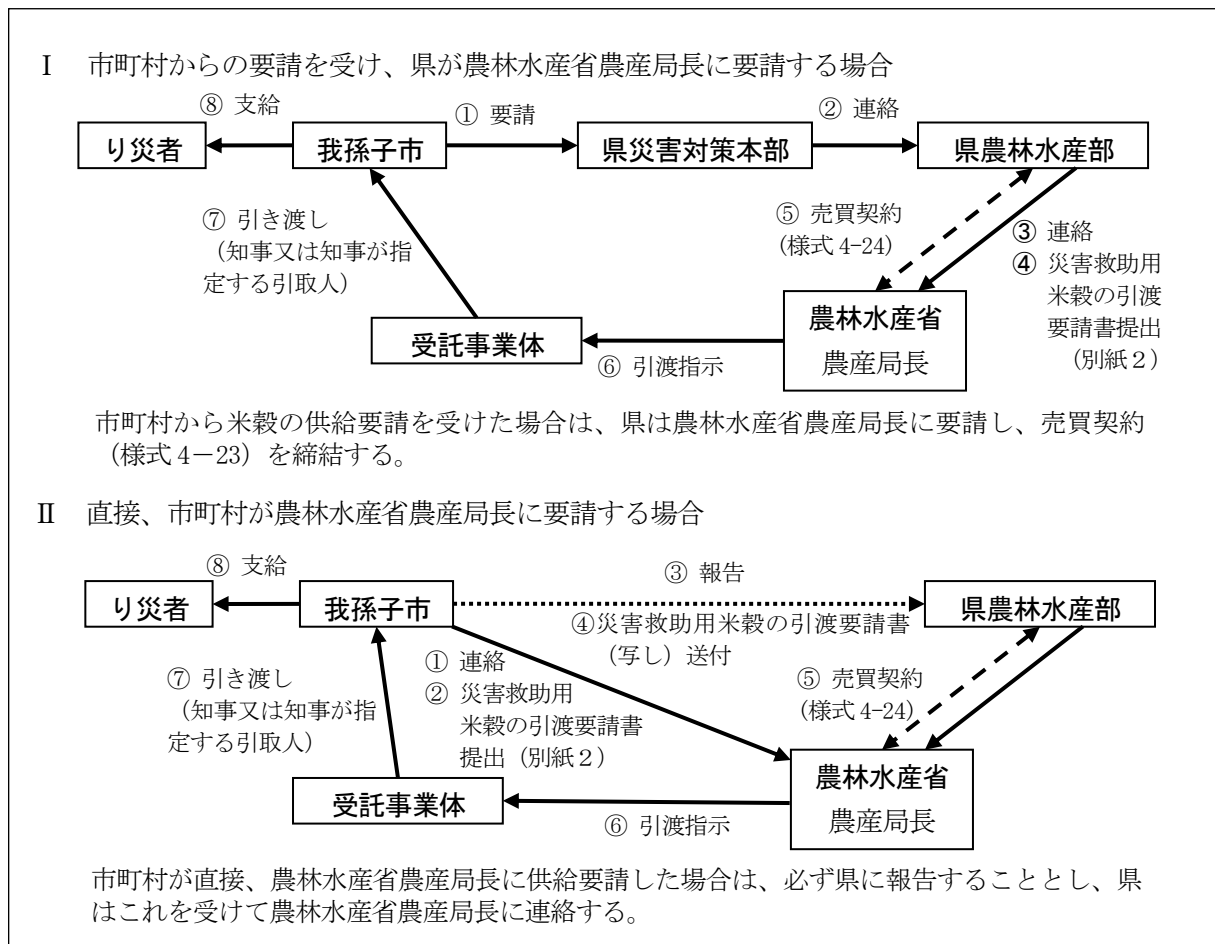 Ⅰ　市町村からの要請を受け、県が農林水産省農産局長に要請する場合
⑧ 支給
① 要請
② 連絡
り災者
我孫子市
県災害対策本部
県農林水産部
⑦ 引き渡し
（知事又は知事が指
定する引取人）
⑤ 売買契約
(様式 4-24)
③ 連絡
④ 災害救助用
米穀の引渡
要請書提出
（別紙２）
受託事業体
⑥ 引渡指示
農林水産省
農産局長
市町村から米穀の供給要請を受けた場合は、県は農林水産省農産局長に要請し、売買契約
（様式 4－23）を締結する。
Ⅱ　直接、市町村が農林水産省農産局長に要請する場合
⑧ 支給
③ 報告
り災者
我孫子市
県農林水産部
④災害救助用米穀の引渡要請書
（写し）送付
① 連絡
② 災害救助用
米穀の引渡要請書
提出（別紙２）
⑦ 引き渡し
（知事又は知事が指
定する引取人）
⑤ 売買契約
(様式 4-24)
受託事業体
⑥ 引渡指示
農林水産省
農産局長
市町村が直接、農林水産省農産局長に供給要請した場合は、必ず県に報告することとし、県
はこれを受けて農林水産省農産局長に連絡する。